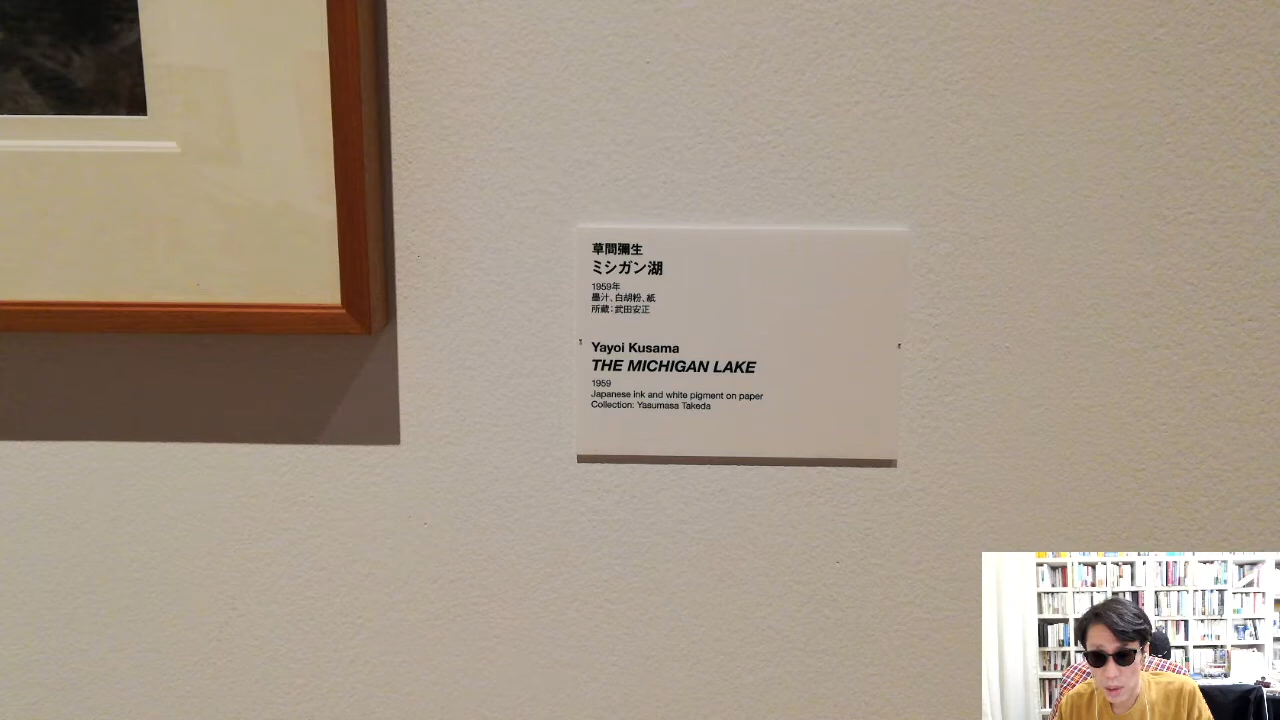 草間彌生
ミシガン湖
1959年
墨汁、白胡粉、紙
所蔵：武田安正
Yayoi Kusama
THE MICHIGAN LAKE
1959
Japanese ink and white pigment on paper
Collection: Yasumasa Takeda